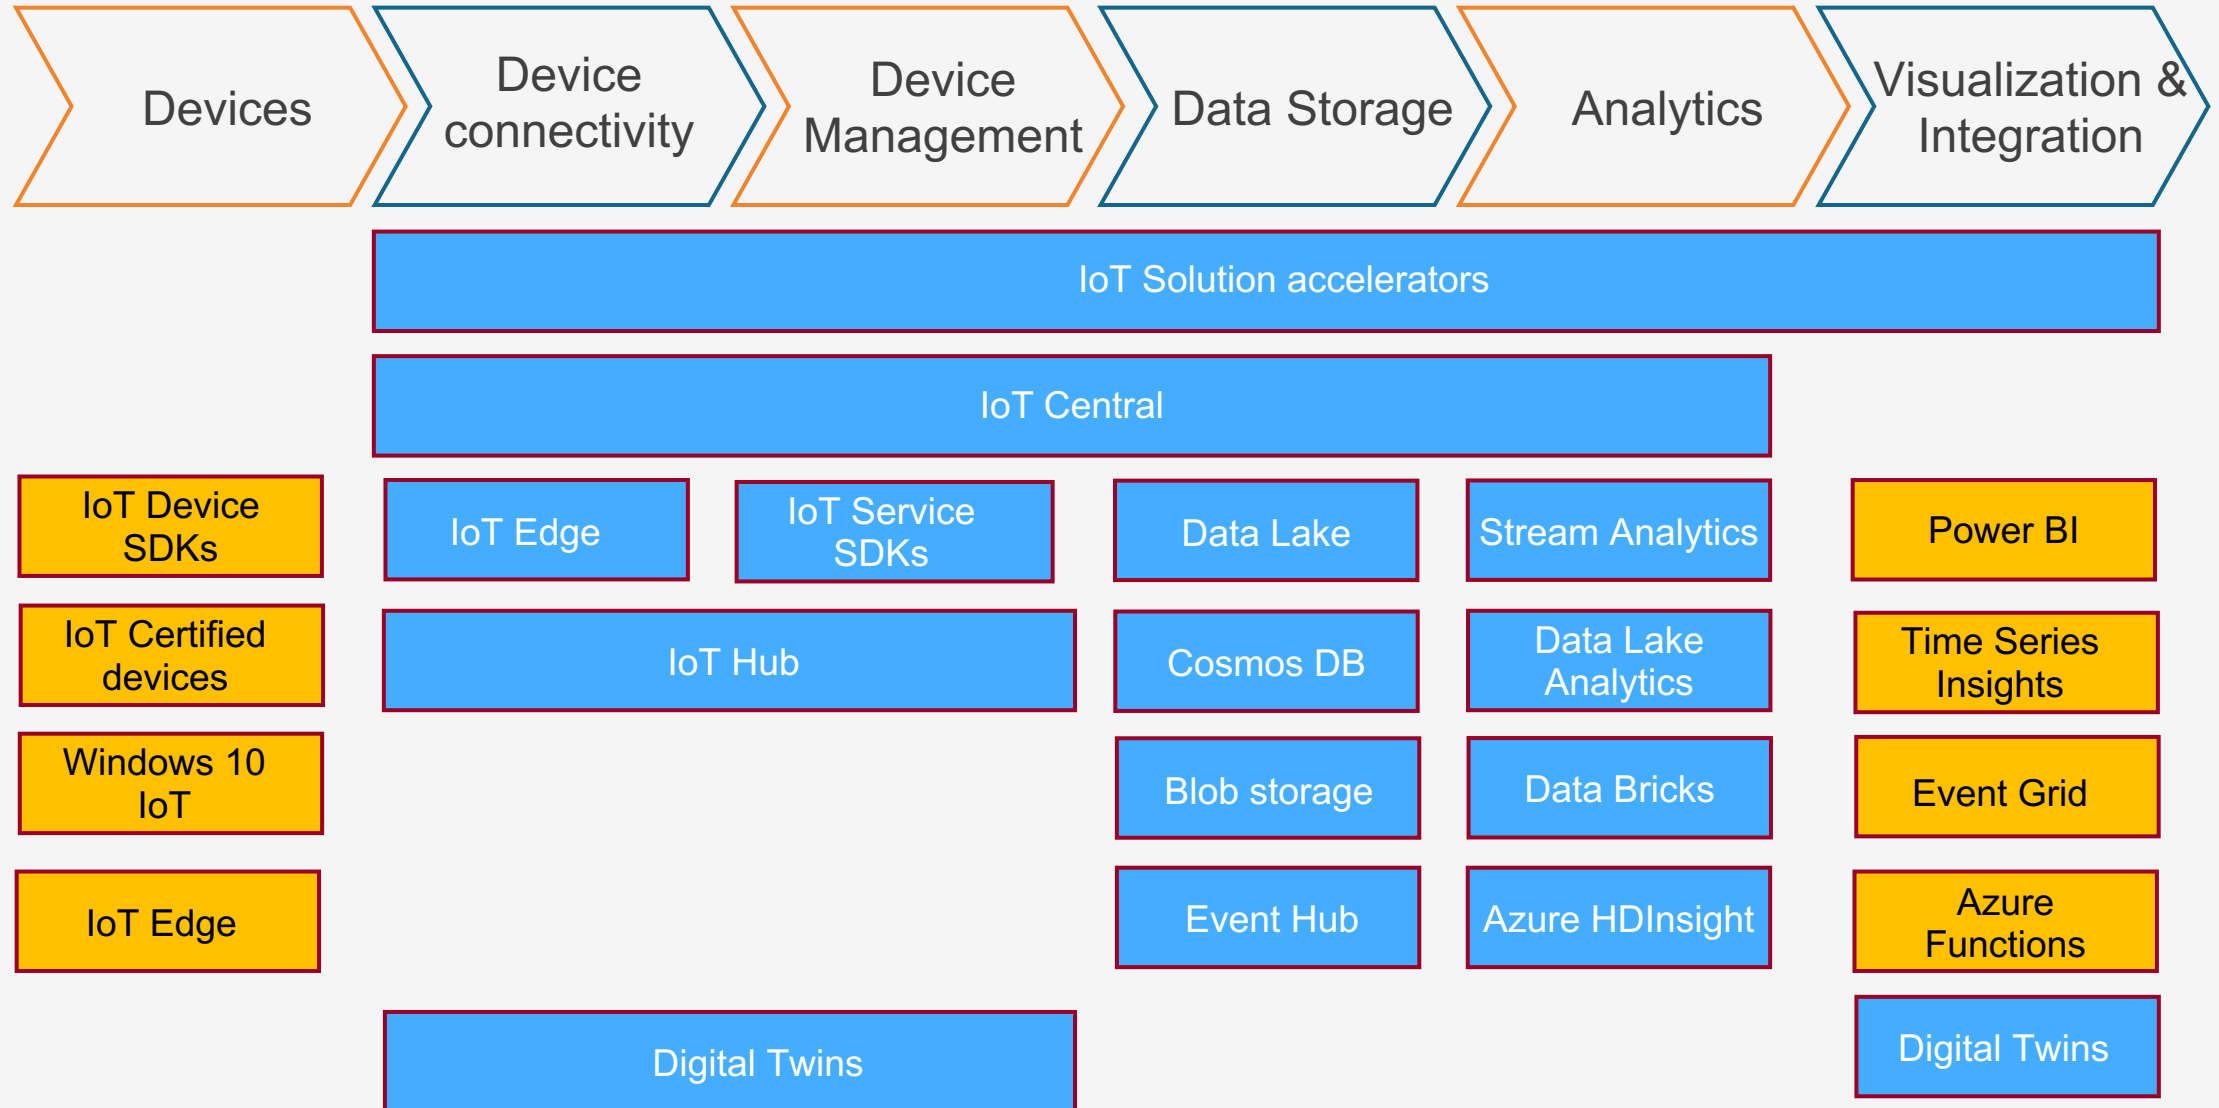 Devices
Device
connectivity
Device
Management
Data Storage
Analytics
Visualization &
Integration
IoT Solution accelerators
IoT Central
IoT Device
SDKs
IoT Edge
IoT Service
SDKs
Data Lake
Stream Analytics
Power BI
IoT Certified
devices
IoT Hub
Cosmos DB
Data Lake
Analytics
Time Series
Insights
Windows 10
IoT
Blob storage
Data Bricks
Event Grid
IoT Edge
Event Hub
Azure HDInsight
Azure
Functions
Digital Twins
Digital Twins